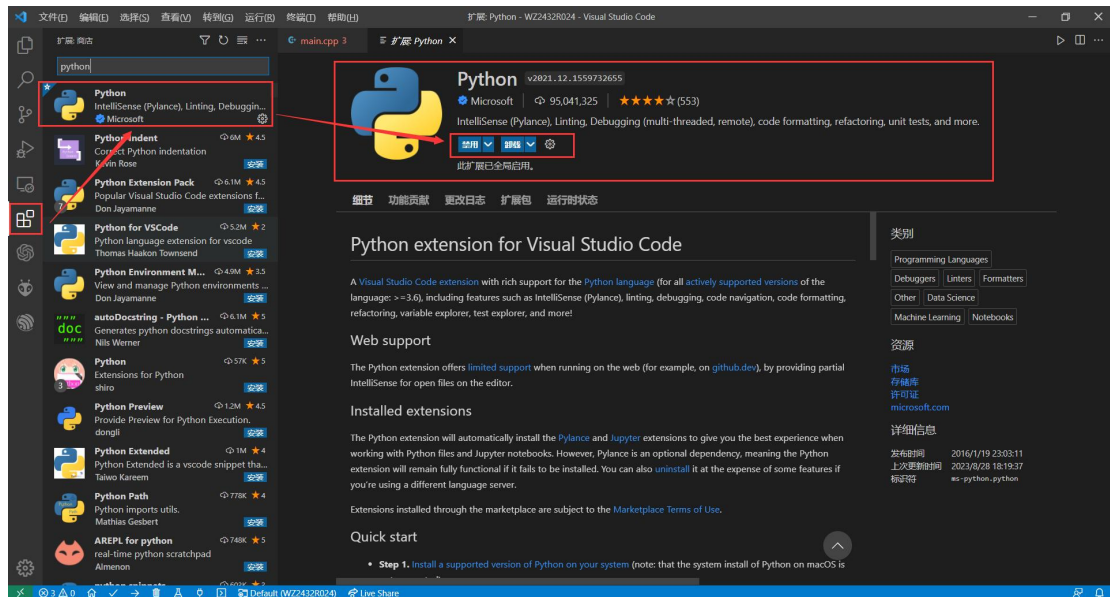 文件(F) 编辑(E) 选择(S) 查看(V) 转到(G) 运行(R) 终端(T) 帮助(H)
扩展: Python - WZ2432R024 - Visual Studio Code
扩展: 商店
main.cpp 3
扩展: Python
python
Python
IntelliSense (Pylance), Linting, Debuggin...
Microsoft
Python Indent 6M 4.5
Correct Python indentation
Kevin Rose 安装
Python Extension Pack 6.1M 4.5
Popular Visual Studio Code extensions f...
Don Jayamanne 安装
7
Python for VSCode 5.2M 2
Python language extension for vscode
Thomas Haakon Townsend 安装
Python Environment M... 4.9M 3.5
View and manage Python environments ...
Don Jayamanne 安装
autoDocstring - Python ... 6.1M 5
Generates python docstrings automatica...
Nils Werner 安装
""" doc """
Python 57K 5
Extensions for Python
shiro 安装
3
Python Preview 1.2M 4.5
Provide Preview for Python Execution.
dongli 安装
Python Extended 1M 4
Python Extended is a vscode snippet tha...
Taiwo Kareem 安装
Python Path 778K 4
Python imports utils.
Mathias Gesbert 安装
AREPL for python 748K 5
real-time python scratchpad
Almenon 安装
Python v2021.12.1559732655
Microsoft 95,041,325 ★★★★☆ (553)
IntelliSense (Pylance), Linting, Debugging (multi-threaded, remote), code formatting, refactoring, unit tests, and more.
禁用 卸载
此扩展已全局启用。
细节 功能贡献 更改日志 扩展包 运行时状态
Python extension for Visual Studio Code
A Visual Studio Code extension with rich support for the Python language (for all actively supported versions of the
language: >=3.6), including features such as IntelliSense (Pylance), linting, debugging, code navigation, code formatting,
refactoring, variable explorer, test explorer, and more!
Web support
The Python extension offers limited support when running on the web (for example, on github.dev), by providing partial
IntelliSense for open files on the editor.
Installed extensions
The Python extension will automatically install the Pylance and Jupyter extensions to give you the best experience when
working with Python files and Jupyter notebooks. However, Pylance is an optional dependency, meaning the Python
extension will remain fully functional if it fails to be installed. You can also uninstall it at the expense of some features if
you're using a different language server.
Extensions installed through the marketplace are subject to the Marketplace Terms of Use.
Quick start
• Step 1. Install a supported version of Python on your system (note: that the system install of Python on macOS is
类别
Programming Languages
Debuggers Linters Formatters
Other Data Science
Machine Learning Notebooks
资源
市场
存储库
许可证
microsoft.com
详细信息
发布时间 2016/1/19 23:03:11
上次更新时间 2023/8/28 18:19:37
标识符 ms-python.python
3 0 Default (WZ2432R024) Live Share